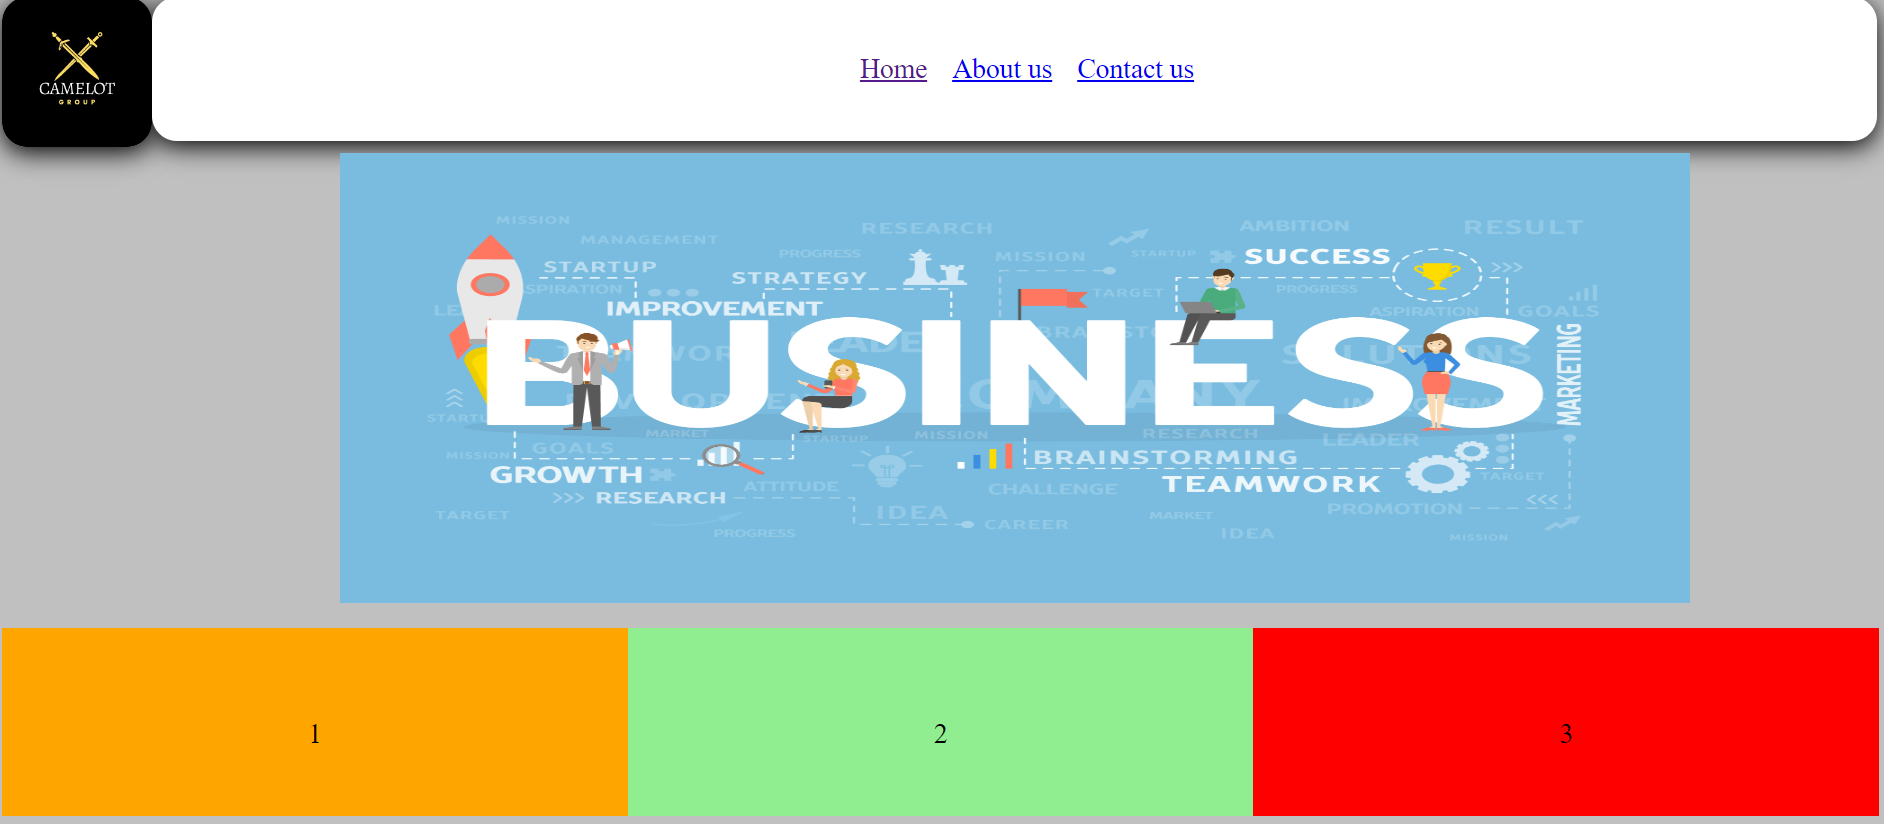 CAMELOT
GROUP
Home About us Contact us
MISSION RESEARCH AMBITION RESULT
MANAGEMENT PROGRESS MISSION STARTUP SUCCESS
STARTUP STRATEGY
PROGRESS
TARGET
IMPROVEMENT ASPIRATION GOALS
BUSINESS
MARKETING
COMPANY
GOALS MARKET STARTUP MISSION RESEARCH LEADER
MISSION BRAINSTORMING
GROWTH TEAMWORK TARGET
RESEARCH ATTITUDE CHALLENGE
TARGET IDEA CAREER MARKET PROMOTION
PROGRESS IDEA MISSION
1 2 3